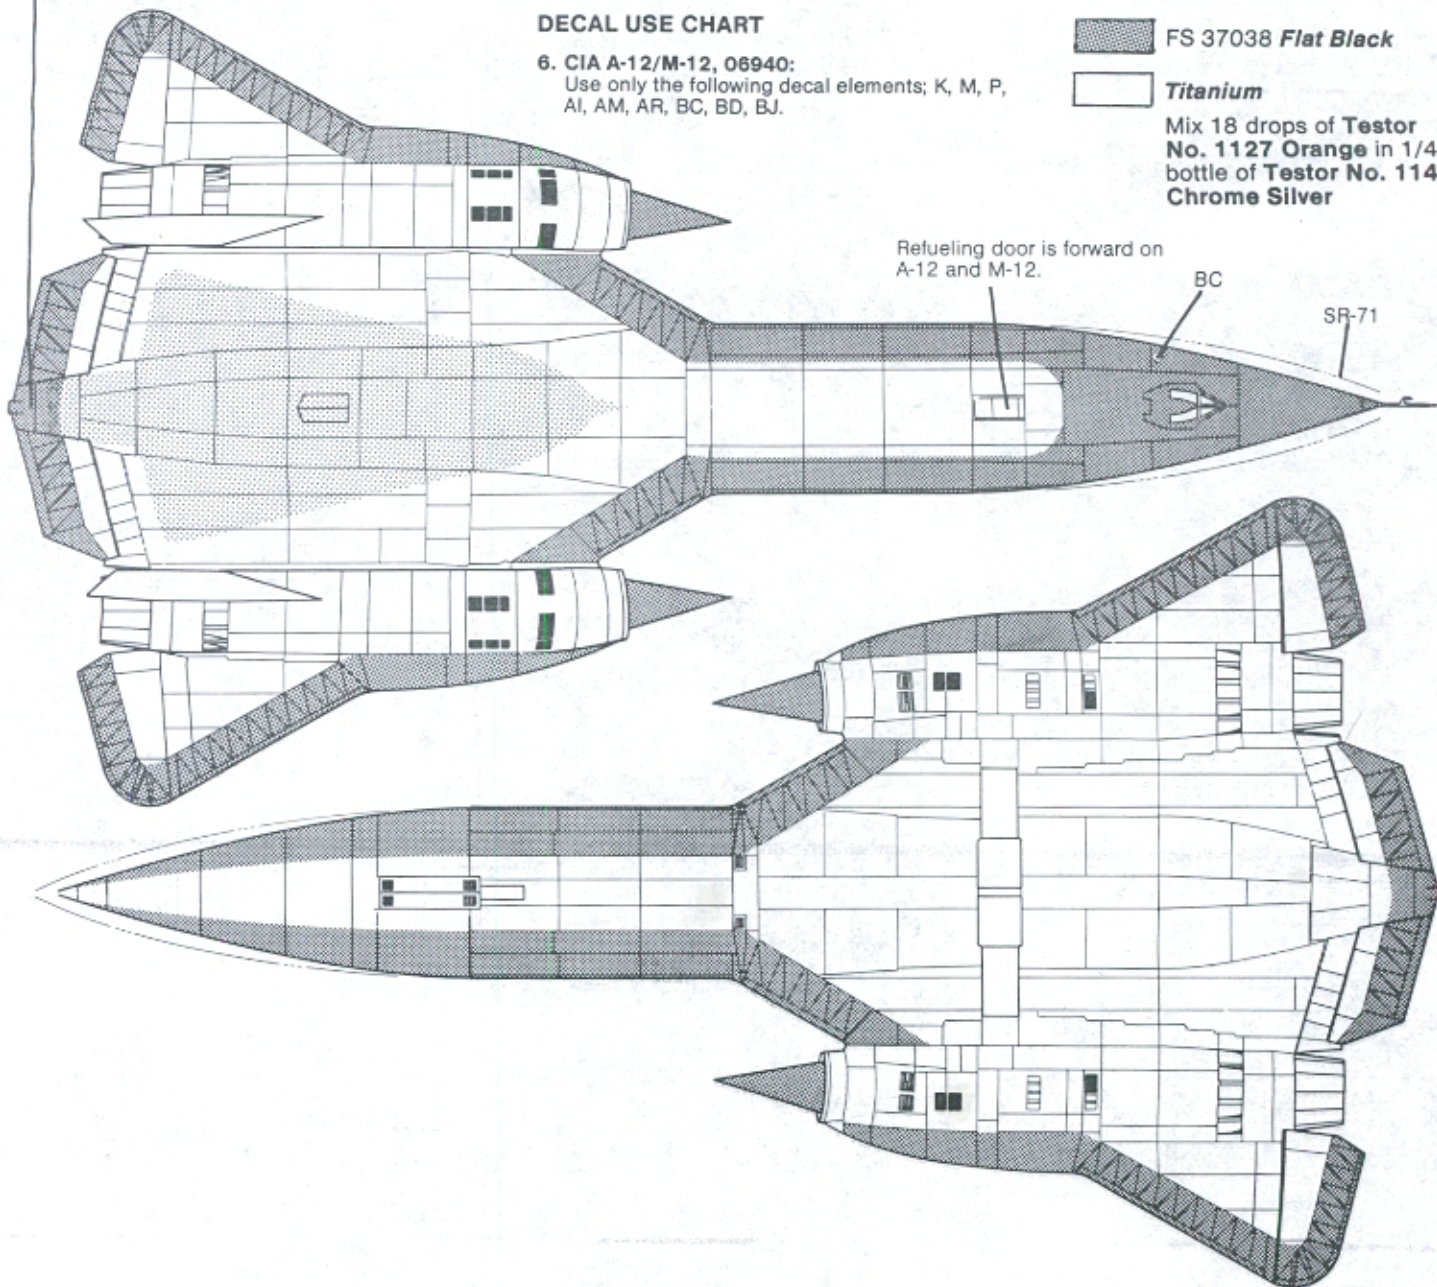 DECAL USE CHART
6. CIA A-12/M-12, 06940:
Use only the following decal elements; K, M, P,
AI, AM, AR, BC, BD, BJ.
FS 37038 Flat Black
Titanium
Mix 18 drops of Testor
No. 1127 Orange in 1/4
bottle of Testor No. 114
Chrome Silver
Refueling door is forward on
A-12 and M-12.
BC
SR-71